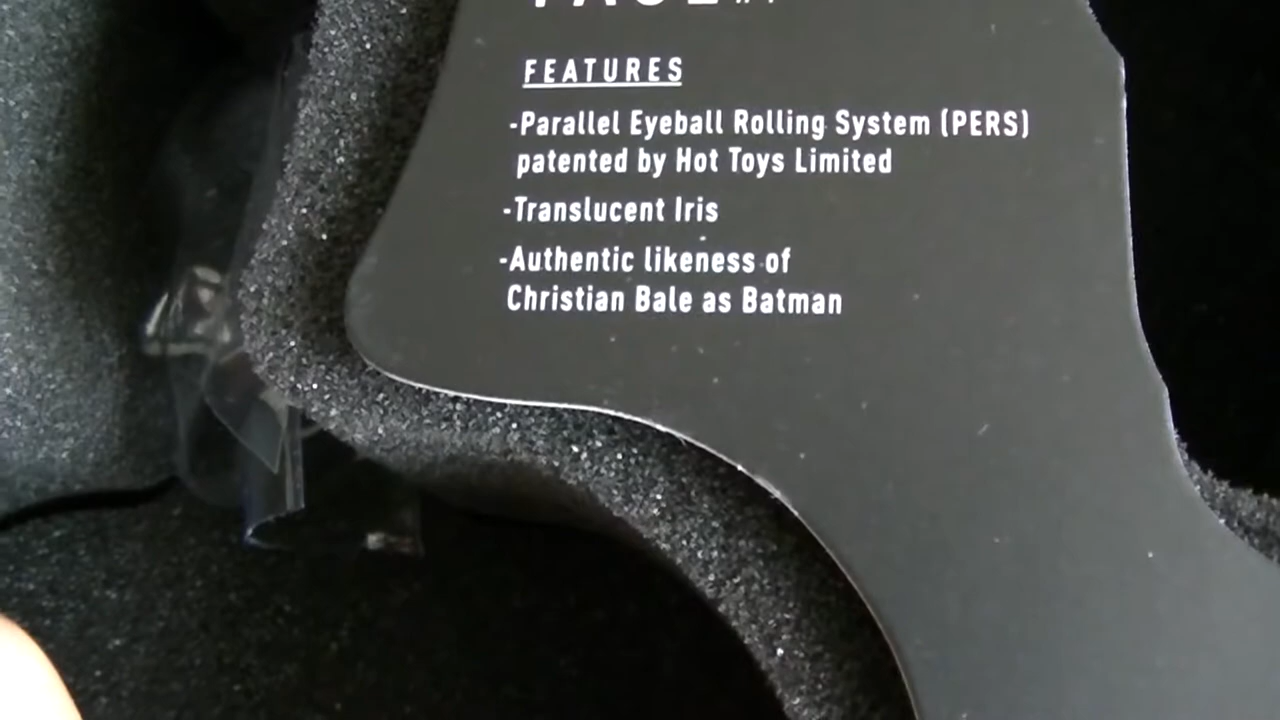 FEATURES
-Parallel Eyeball Rolling System (PERS)
patented by Hot Toys Limited
-Translucent Iris
-Authentic likeness of
Christian Bale as Batman